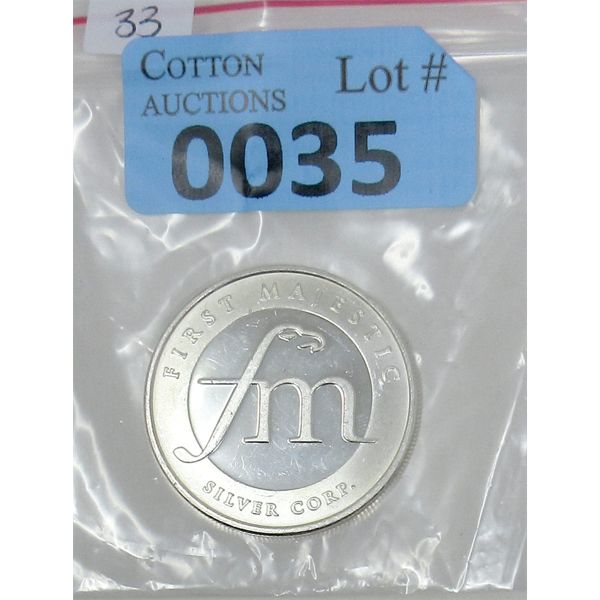 33
COTTON
AUCTIONS
Lot #
0035
FIRST MAJESTIC
fm
SILVER CORP.